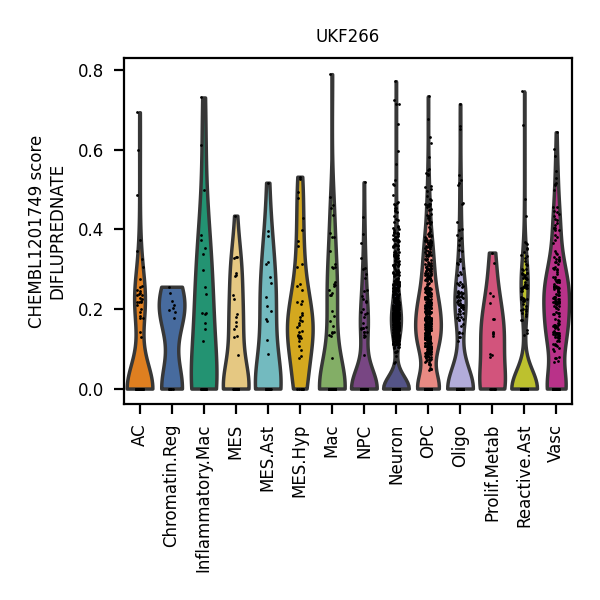 UKF266
CHEMBL1201749 score
DIFLUPREDNATE
0.8
0.6
0.4
0.2
0.0
AC
Chromatin.Reg
Inflammatory.Mac
MES
MES.Ast
MES.Hyp
Mac
NPC
Neuron
OPC
Oligo
Prolif.Metab
Reactive.Ast
Vasc